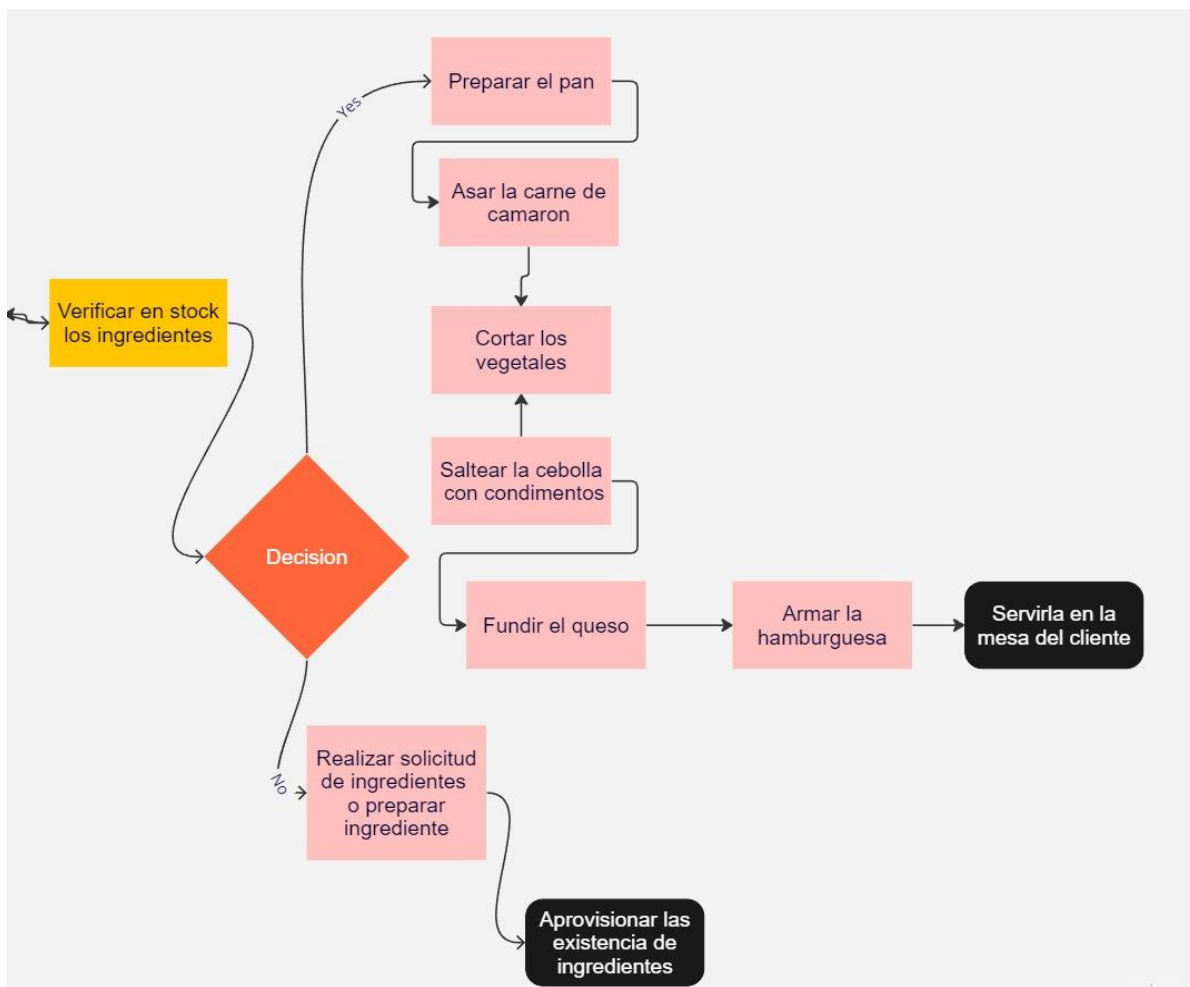 Yes
Preparar el pan
Asar la carne de
camaron
Verificar en stock
los ingredientes
Cortar los
vegetales
Saltear la cebolla
con condimentos
Decision
Fundir el queso
Armar la
hamburguesa
Servirla en la
mesa del cliente
No
Realizar solicitud
de ingredientes
o preparar
ingrediente
Aprovisionar las
existencia de
ingredientes